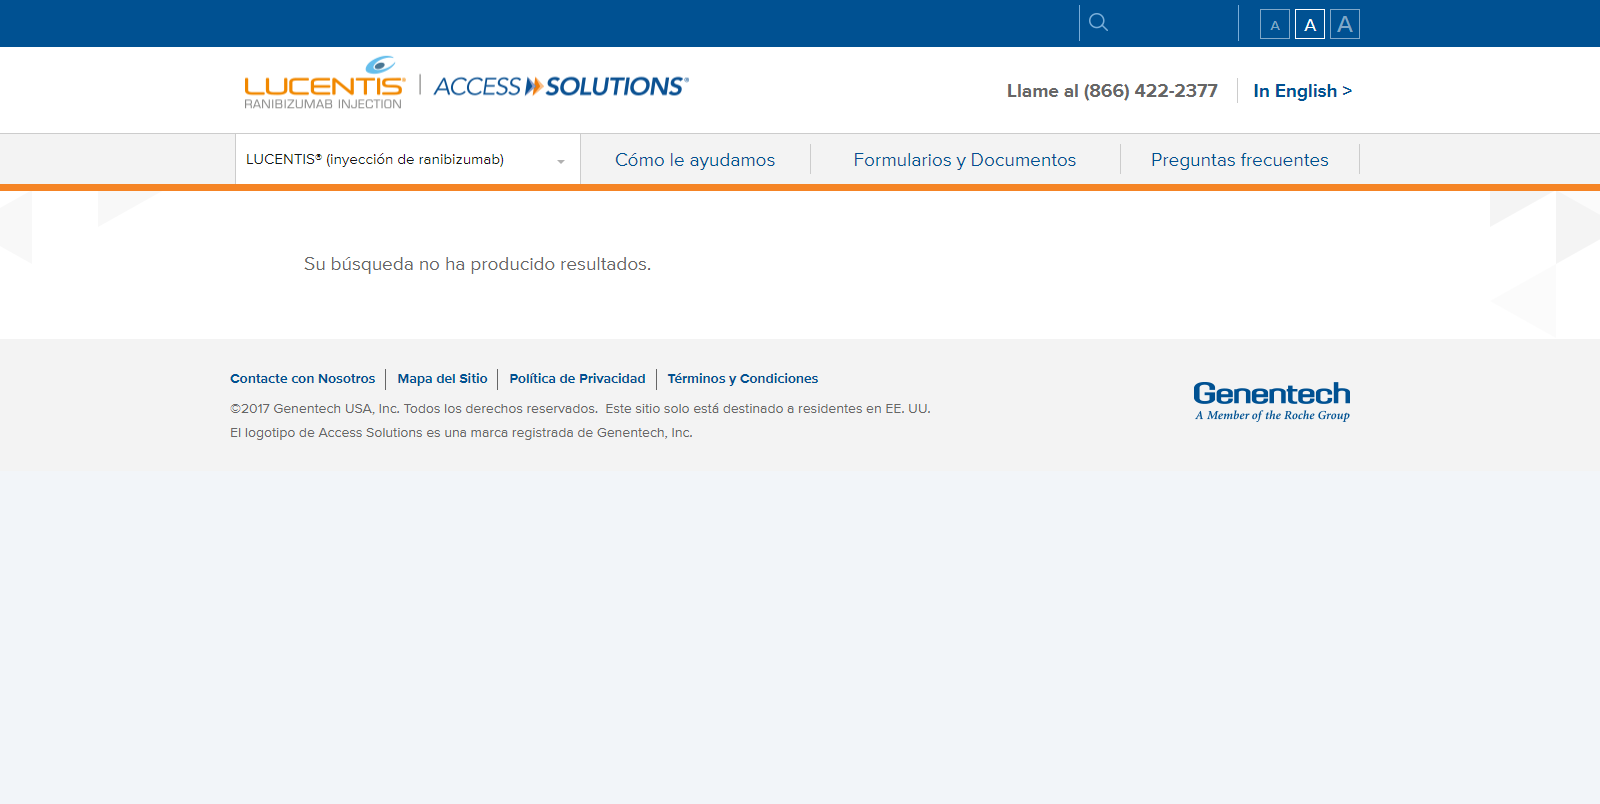 A A A
LUCENTIS®
RANIBIZUMAB INJECTION
ACCESS SOLUTIONS®
Llame al (866) 422-2377
In English >
LUCENTIS® (inyección de ranibizumab)
Cómo le ayudamos
Formularios y Documentos
Preguntas frecuentes
Su búsqueda no ha producido resultados.
Contacte con Nosotros
Mapa del Sitio
Política de Privacidad
Términos y Condiciones
©2017 Genentech USA, Inc. Todos los derechos reservados.  Este sitio solo está destinado a residentes en EE. UU.
El logotipo de Access Solutions es una marca registrada de Genentech, Inc.
Genentech
A Member of the Roche Group